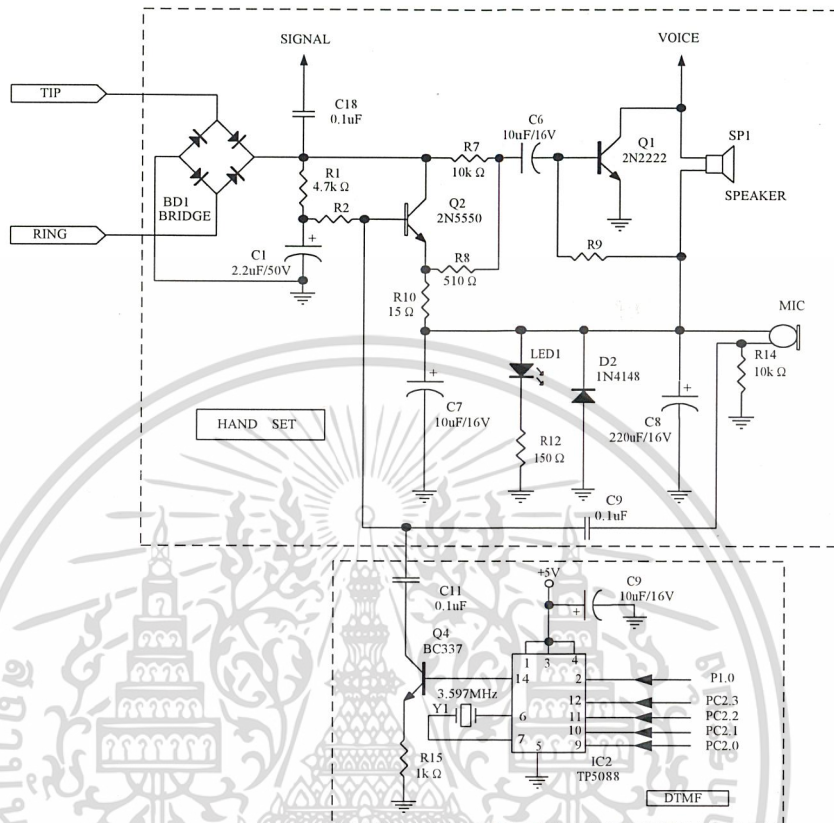 SIGNAL
VOICE
TIP
C18
0.1uF
C6
10uF/16V
R7
10k Ω
Q1
2N2222
SP1
SPEAKER
R1
4.7k Ω
BD1
BRIDGE
R2
Q2
2N5550
RING
C1
2.2uF/50V
R8
510 Ω
R9
R10
15 Ω
MIC
LED1
D2
1N4148
R14
10k Ω
C7
10uF/16V
C8
220uF/16V
HAND SET
R12
150 Ω
C9
0.1uF
+5V
C9
10uF/16V
C11
0.1uF
Q4
BC337
1 3 4
14 2 P1.0
3.597MHz
Y1
12 PC2.3
6 11 PC2.2
10 PC2.1
7 9 PC2.0
5
R15
1k Ω
IC2
TP5088
DTMF